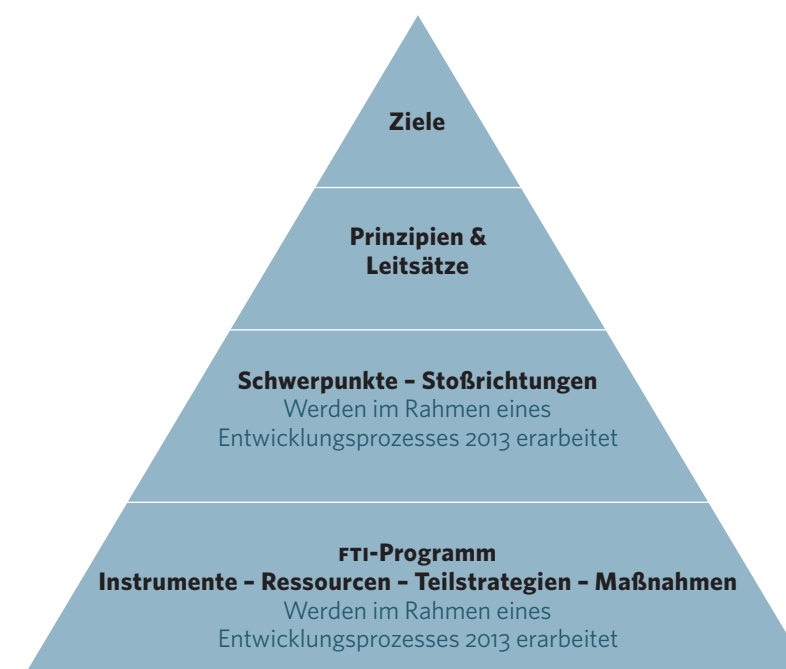 Ziele
Prinzipien &
Leitsätze
Schwerpunkte – Stoßrichtungen
Werden im Rahmen eines
Entwicklungsprozesses 2013 erarbeitet
FTI-Programm
Instrumente – Ressourcen – Teilstrategien – Maßnahmen
Werden im Rahmen eines
Entwicklungsprozesses 2013 erarbeitet